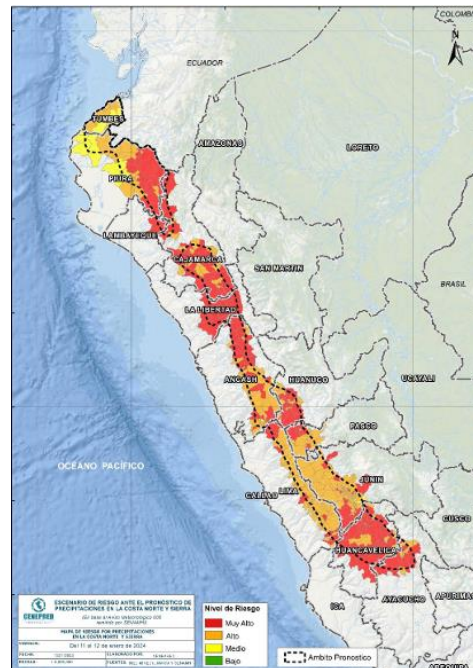 COLOMBIA
N
ECUADOR
TUMBES
AMAZONAS
LORETO
PIURA
LAMBAYEQUE
CAJAMARCA
SAN MARTIN
BRASIL
LA LIBERTAD
ANCASH
HUANUCO
UCAYALI
PASCO
OCEANO PACÍFICO
JUNIN
LIMA
CALLAO
CUSCO
HUANCAVELICA
ICA
AYACUCHO
APURIMAC
CENEPRED
ESCENARIO DE RIESGO ANTE EL PRONOSTICO DE
PRECIPITACIONES EN LA COSTA NORTE Y SIERRA
MAPA DE RIESGO POR PRECIPITACIONES
EN LA COSTA NORTE Y SIERRA
Del 11 al 12 de enero de 2024
Nivel de Riesgo
Muy Alto
Alto
Medio
Bajo
Ambito Pronostico